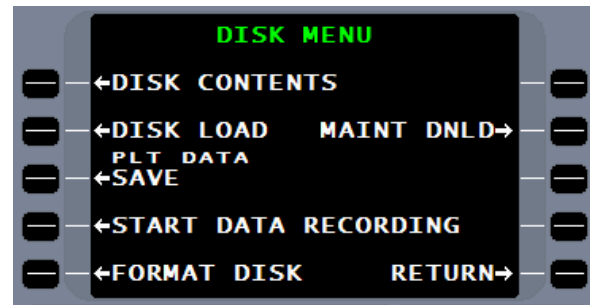 DISK MENU
←DISK CONTENTS
←DISK LOAD MAINT DNLD→
PLT DATA
←SAVE
←START DATA RECORDING
←FORMAT DISK RETURN→